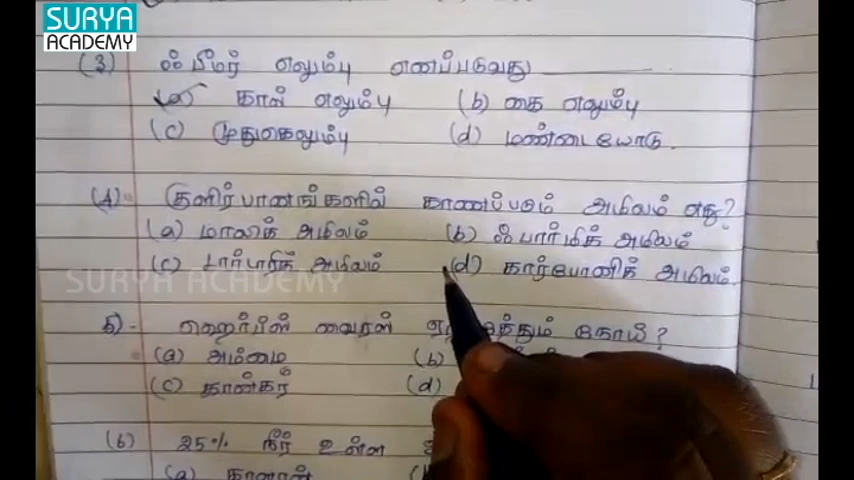 SURYA
ACADEMY
(3) ஃபீமர் எலும்பு எனப்படுவது ________
(a) கால் எலும்பு (b) கை எலும்பு
(c) முதுகெலும்பு (d) மண்டையோடு.
(4) குளிர்பானங்களில் காணப்படும் அமிலம் எது?
(a) மாலிக் அமிலம் (b) ஃபார்மிக் அமிலம்
(c) டார்டாரிக் அமிலம் (d) கார்போனிக் அமிலம்.
SURYA ACADEMY
5) ஹெர்பீஸ் வைரஸ் நோய்?
(a) அம்மை (b)
(c) கான்சர் (d)
(6) 25% நீர் உள்ள
(a)